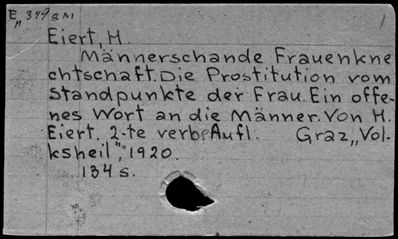 E 349 8M
M
Eiert, M.
Männerschande Frauenkne
chtschaft. Die Prostitution vom
Standpunkte der Frau. Ein offe-
nes Wort an die Männer. Von M.
Eiert. 2-te verb. Aufl. Graz, „Vol-
ksheil", 1920.
134 s.